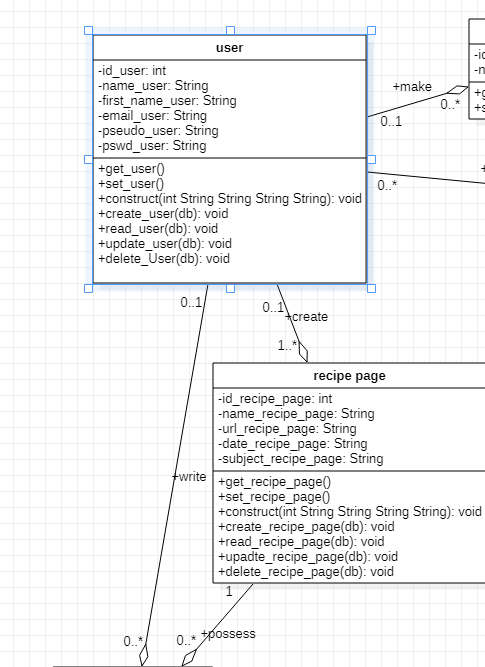 user
-id_user: int
-name_user: String
-first_name_user: String
-email_user: String
-pseudo_user: String
-pswd_user: String
+get_user()
+set_user()
+construct(int String String String String): void
+create_user(db): void
+read_user(db): void
+update_user(db): void
+delete_User(db): void
+make
0..1
0..*
-id
-n
+g
+s
0..*
0..1
0..1
+create
1..*
recipe page
-id_recipe_page: int
-name_recipe_page: String
-url_recipe_page: String
-date_recipe_page: String
-subject_recipe_page: String
+get_recipe_page()
+set_recipe_page()
+construct(int String String String String): void
+create_recipe_page(db): void
+read_recipe_page(db): void
+upadte_recipe_page(db): void
+delete_recipe_page(db): void
+write
1
0..*
0..*
+possess